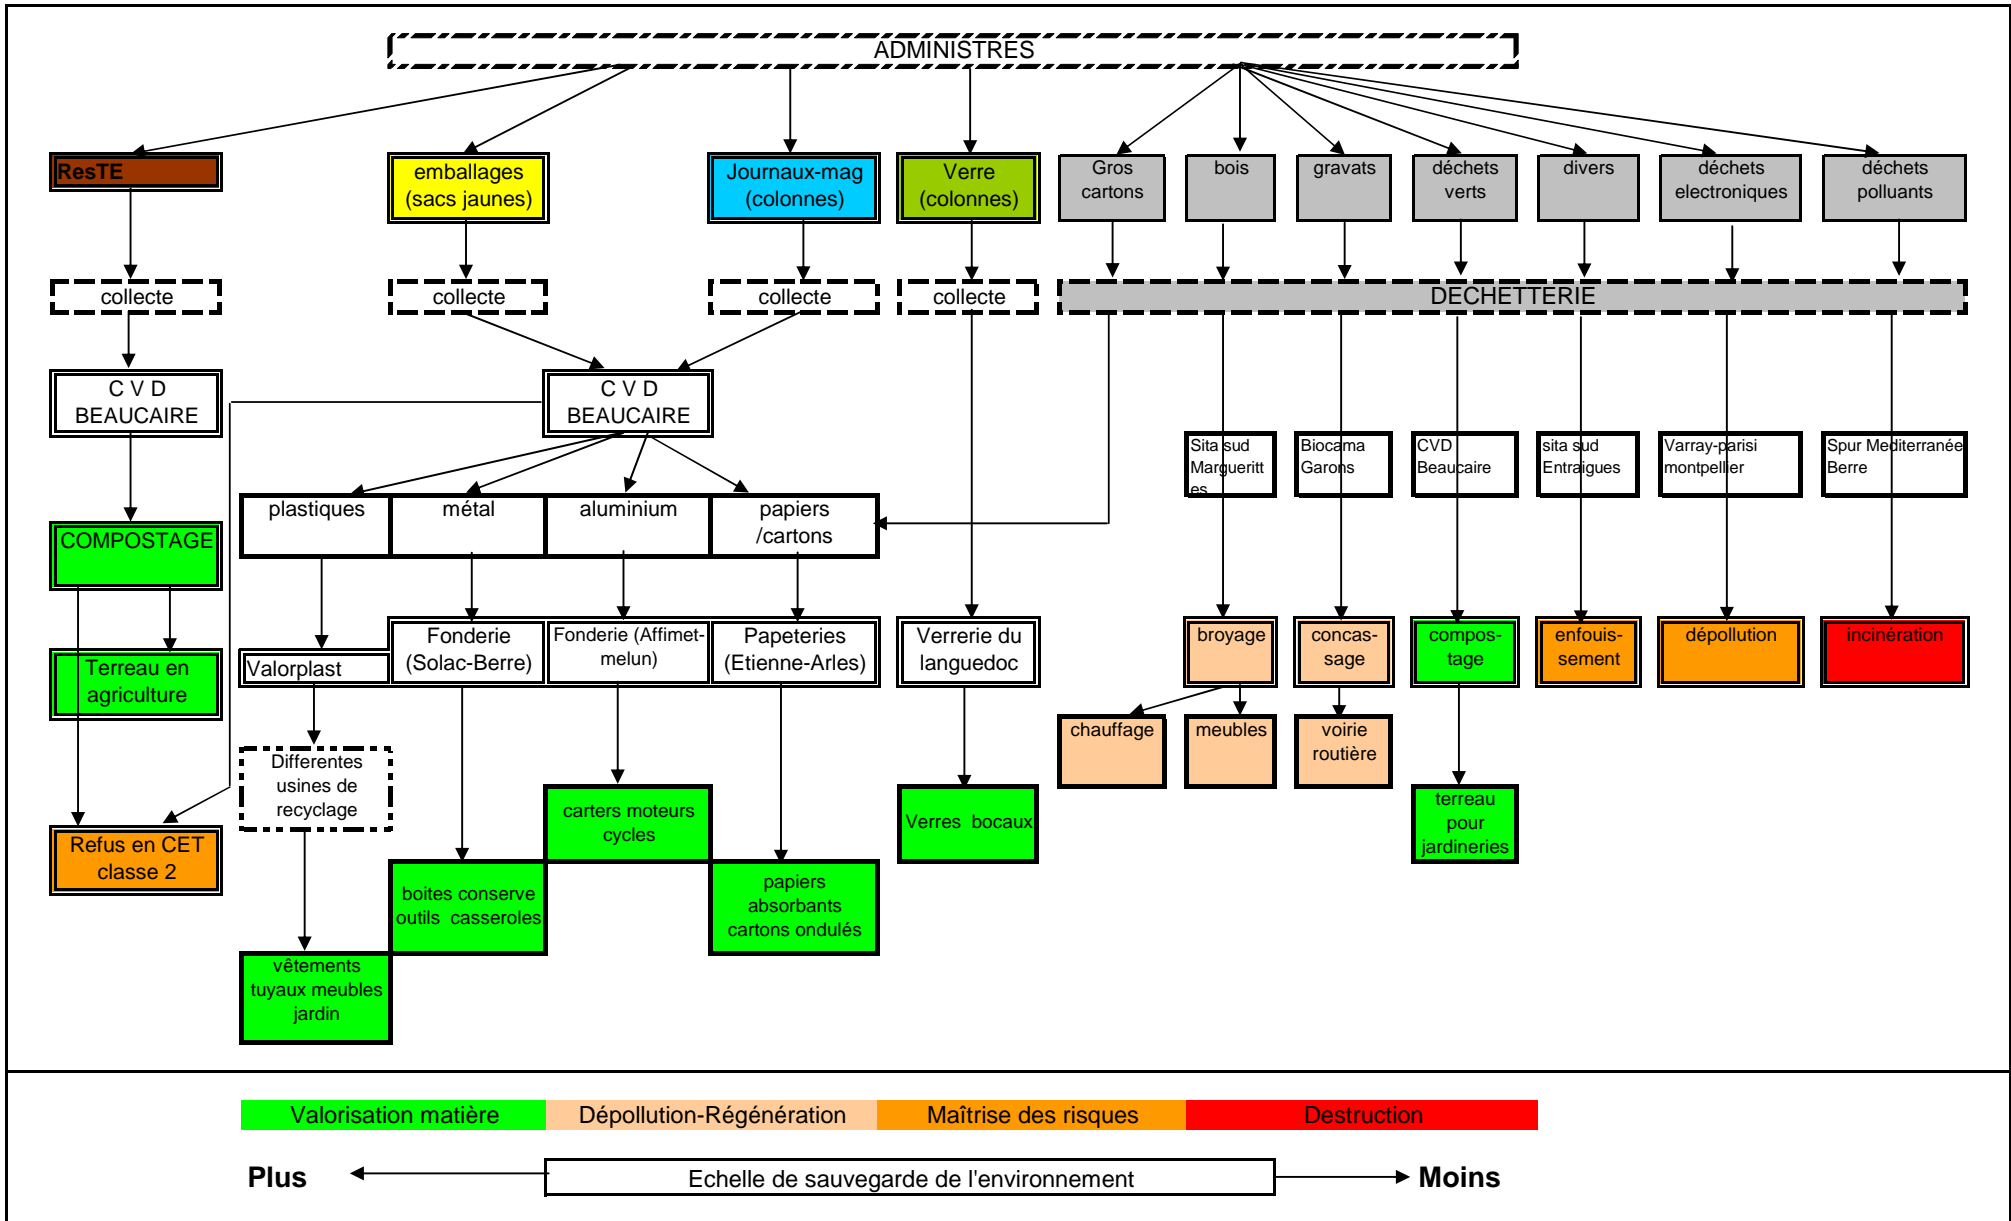 ADMINISTRES
ResTE
emballages
(sacs jaunes)
Journaux-mag
(colonnes)
Verre
(colonnes)
Gros
cartons
bois
gravats
déchets
verts
divers
déchets
electroniques
déchets
polluants
collecte
collecte
collecte
collecte
DECHETTERIE
C V D
BEAUCAIRE
C V D
BEAUCAIRE
Sita sud
Margueritt
es
Biocama
Garons
CVD
Beaucaire
sita sud
Entraigues
Varray-parisi
montpellier
Spur Mediterranée
Berre
plastiques
métal
aluminium
papiers
/cartons
COMPOSTAGE
Terreau en
agriculture
Valorplast
Fonderie
(Solac-Berre)
Fonderie (Affimet-
melun)
Papeteries
(Etienne-Arles)
Verrerie du
languedoc
broyage
concas-
sage
compos-
tage
enfouis-
sement
dépollution
incinération
chauffage
meubles
voirie
routière
Differentes
usines de
recyclage
carters moteurs
cycles
Verres  bocaux
terreau
pour
jardineries
Refus en CET
classe 2
boites conserve
outils  casseroles
papiers
absorbants
cartons ondulés
vêtements
tuyaux meubles
jardin
Valorisation matière
Dépollution-Régénération
Maîtrise des risques
Destruction
Plus
Echelle de sauvegarde de l'environnement
Moins